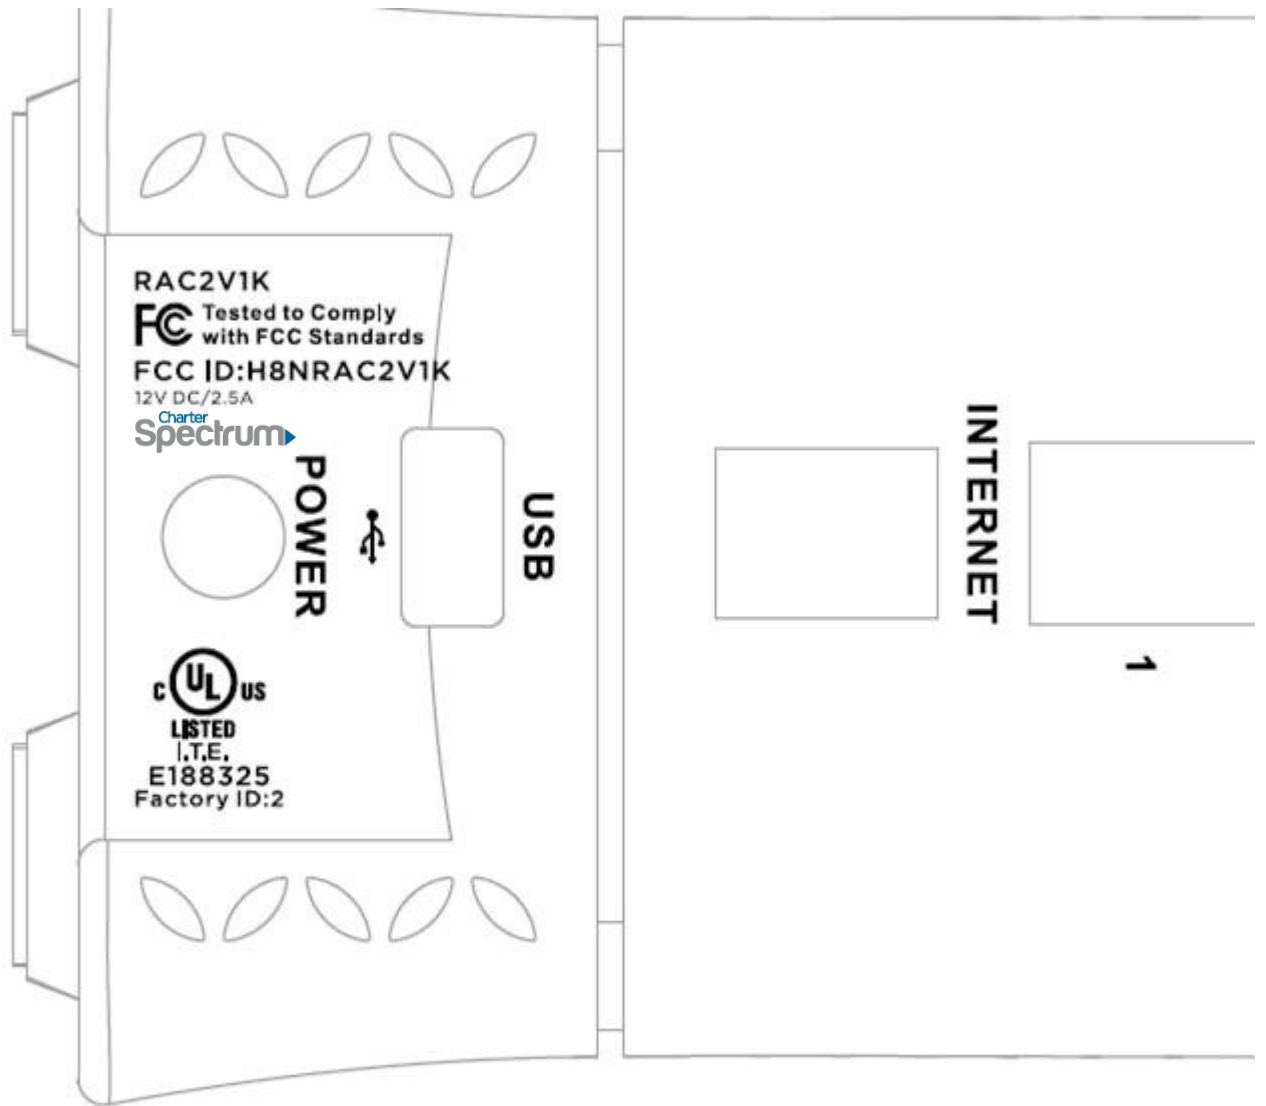 RAC2V1K
FC Tested to Comply
with FCC Standards
FCC ID:H8NRAC2V1K
12V DC/2.5A
Charter
Spectrum
POWER
USB
INTERNET
1
C UL US
LISTED
I.T.E.
E188325
Factory ID:2